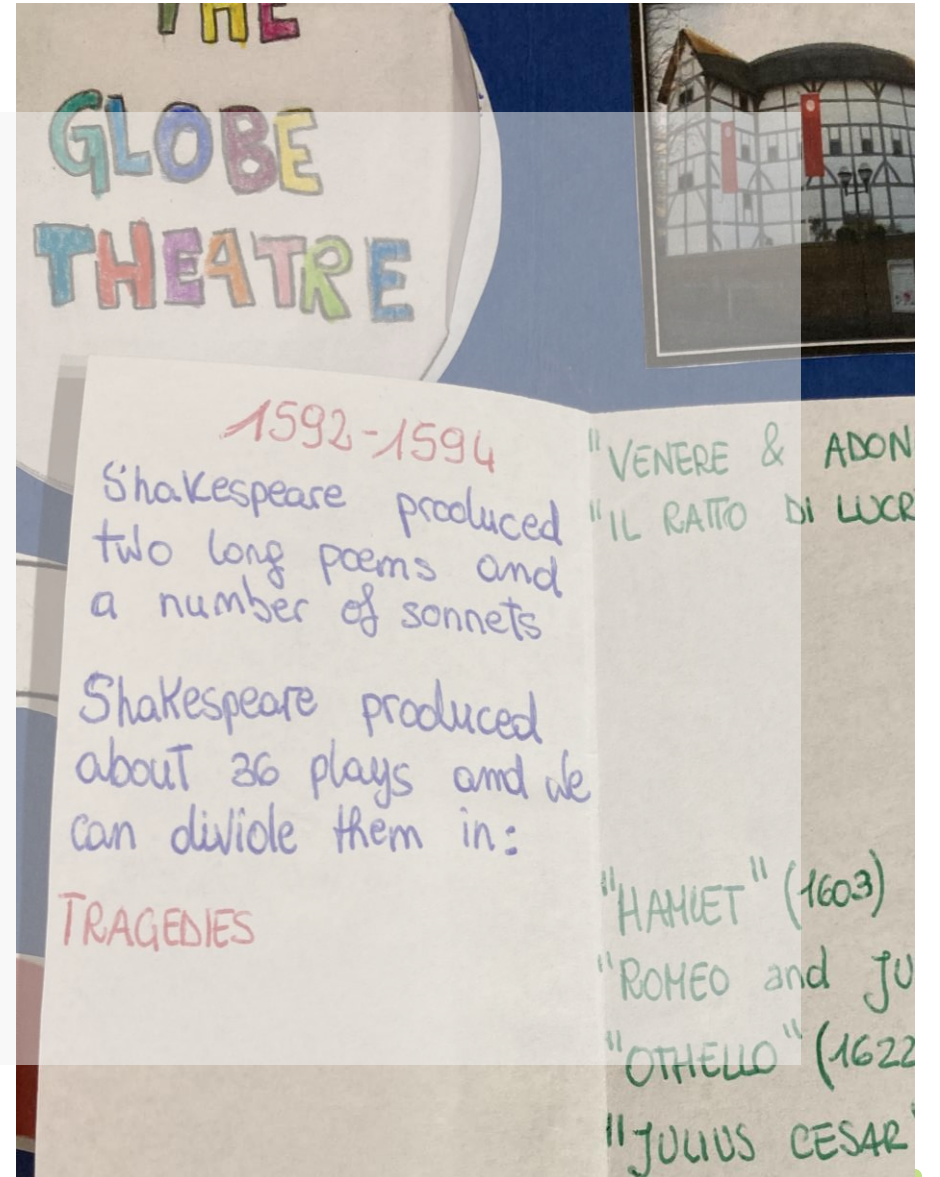 THE
GLOBE
THEATRE
1592-1594
Shakespeare produced
two long poems and
a number of sonnets
Shakespeare produced
about 36 plays and we
can divide them in:
TRAGEDIES
"VENERE & ADON
"IL RATTO DI LUCR
"HAMLET" (1603)
"ROMEO and JU
"OTHELLO" (1622
"JULIUS CESAR"